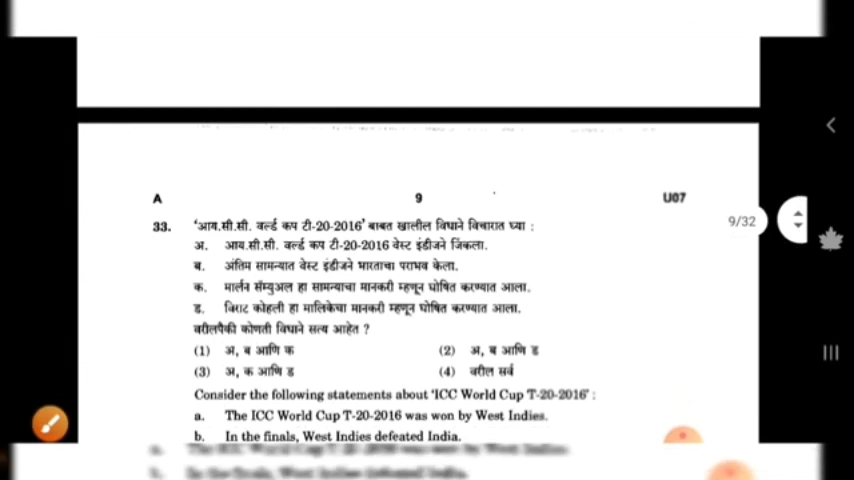 A 9 U07
9/32
33. 'आय.सी.सी. वर्ल्ड कप टी-20-2016' बाबत खालील विधाने विचारात घ्या :
अ. आय.सी.सी. वर्ल्ड कप टी-20-2016 वेस्ट इंडीजने जिंकला.
ब. अंतिम सामन्यात वेस्ट इंडीजने भारताचा पराभव केला.
क. मार्लन सॅम्युअल हा सामन्याचा मानकरी म्हणून घोषित करण्यात आला.
ड. विराट कोहली हा मालिकेचा मानकरी म्हणून घोषित करण्यात आला.
वरीलपैकी कोणती विधाने सत्य आहेत ?
(1) अ, ब आणि क (2) अ, ब आणि ड
(3) अ, क आणि ड (4) वरील सर्व
Consider the following statements about 'ICC World Cup T-20-2016' :
a. The ICC World Cup T-20-2016 was won by West Indies.
b. In the finals, West Indies defeated India.